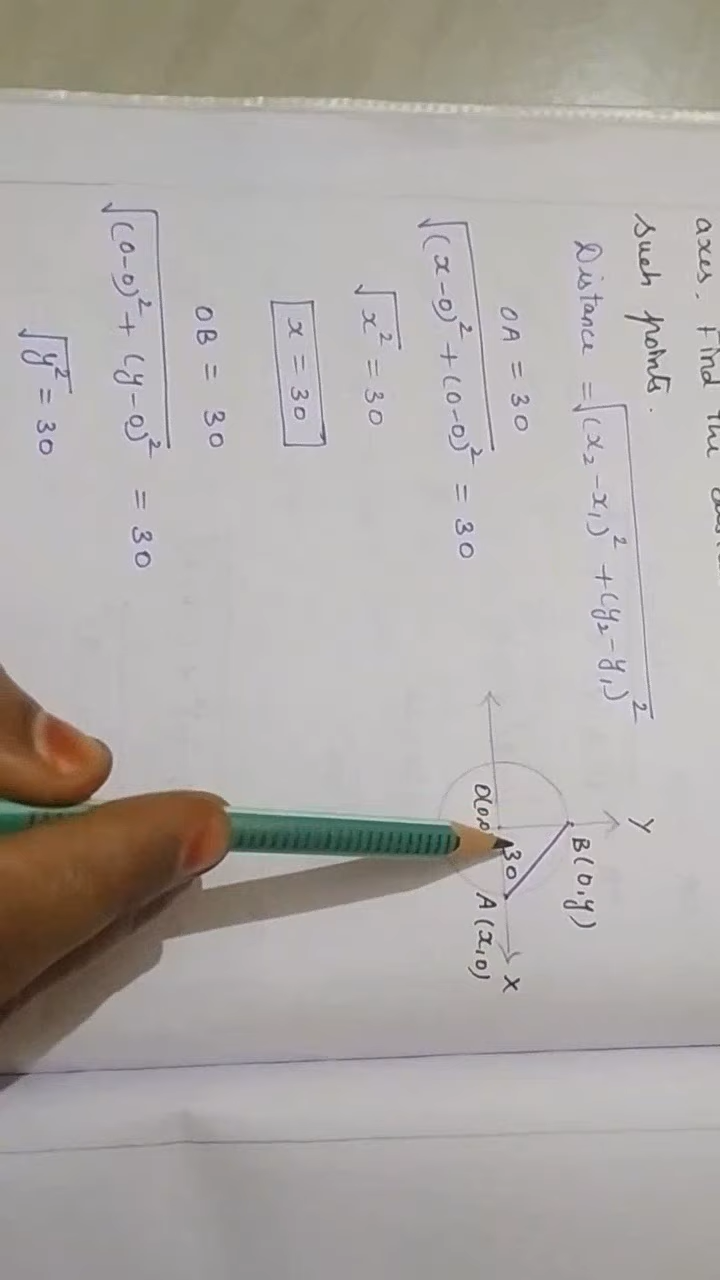 axes. Find the
such points.
Distance = √(x₂-x₁)² + (y₂-y₁)²
OA = 30
√(x-0)² + (0-0)² = 30
√x² = 30
x = 30
OB = 30
√(0-0)² + (y-0)² = 30
√y² = 30
Y
B(0,y)
30
O(0,0
A(x,0)
X